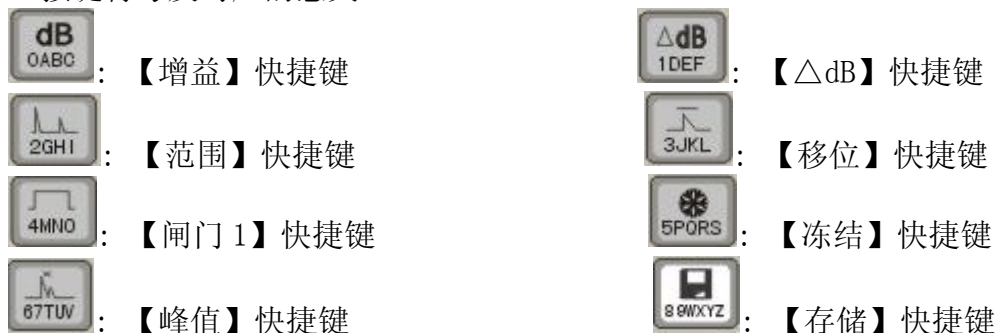 dB
0ABC : 【增益】快捷键
△dB
1DEF : 【△dB】快捷键
2GHI : 【范围】快捷键
3JKL : 【移位】快捷键
4MNO : 【闸门1】快捷键
5PQRS : 【冻结】快捷键
67TUV : 【峰值】快捷键
89WXYZ : 【存储】快捷键